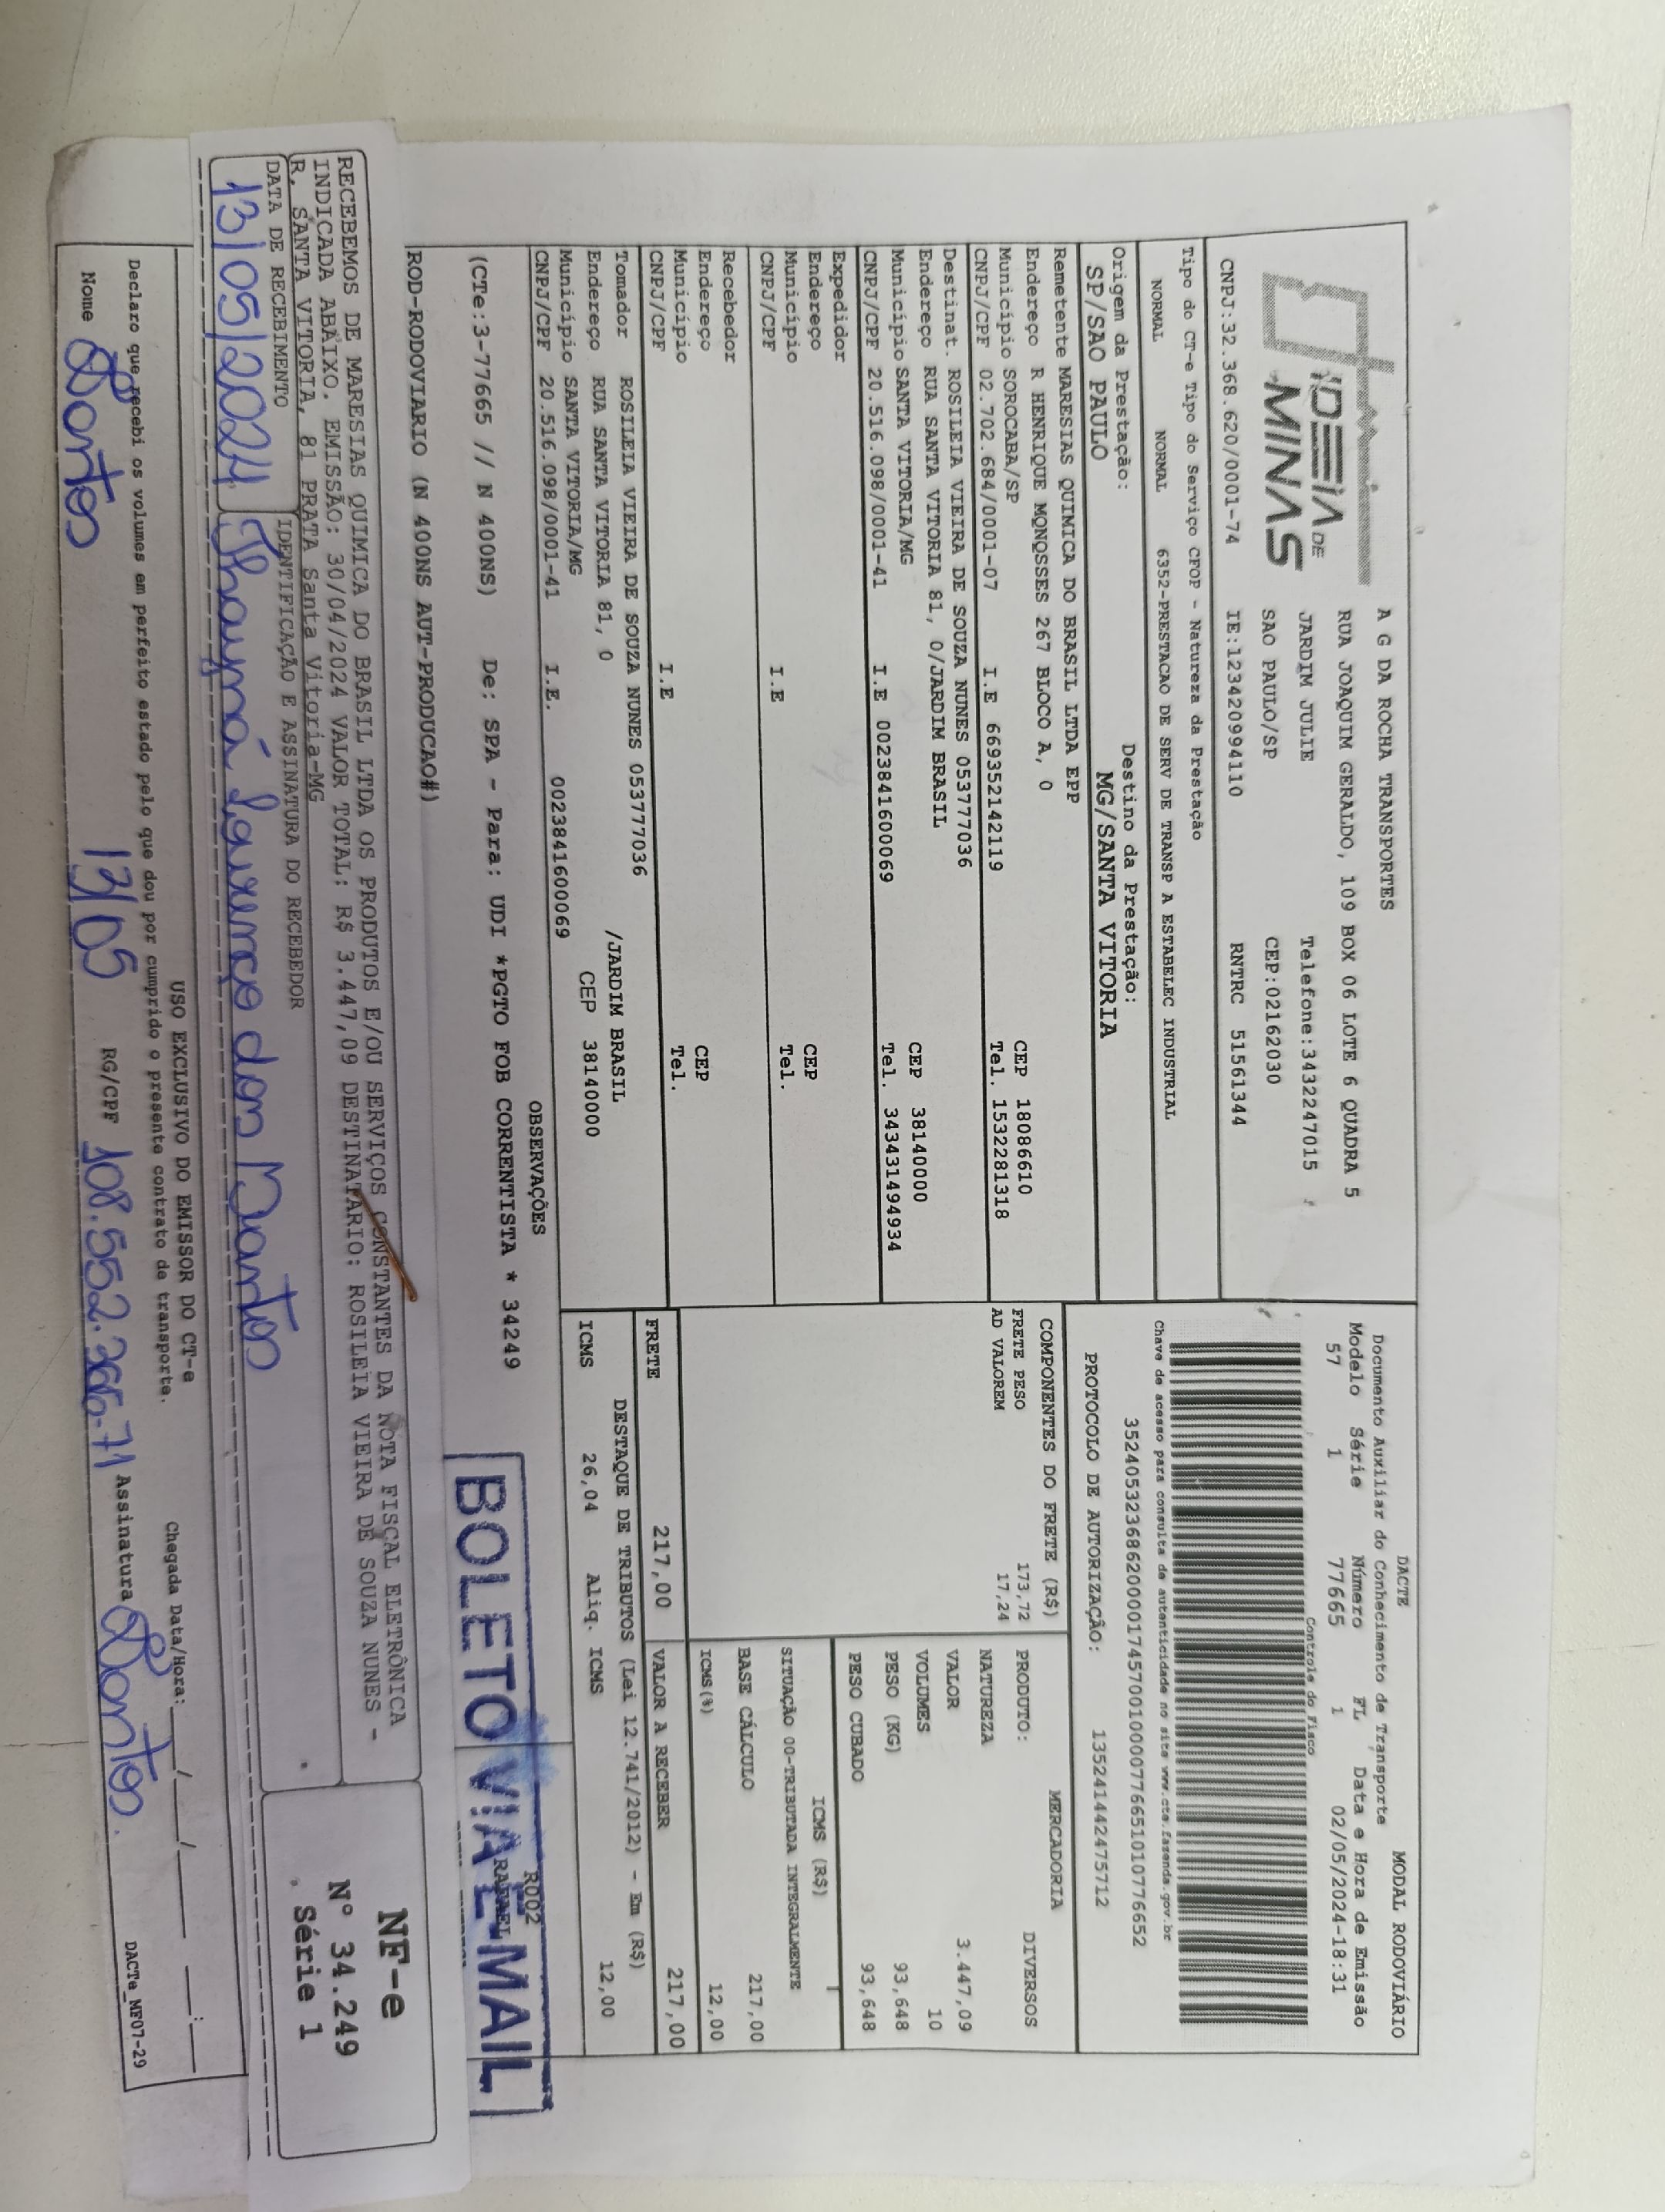 IDEIA DE
MINAS
A G DA ROCHA TRANSPORTES
RUA JOAQUIM GERALDO, 109 BOX 06 LOTE 6 QUADRA 5
JARDIM JULIE Telefone:3432247015
SAO PAULO/SP CEP:02162030
CNPJ:32.368.620/0001-74 IE:123420994110 RNTRC 51561344
DACTE MODAL RODOVIÁRIO
Documento Auxiliar do Conhecimento de Transporte
Modelo Série Número FL Data e Hora de Emissão
57 1 77665 1 02/05/2024-18:31
Controle do Fisco
Chave de acesso para consulta de autenticidade no site www.cte.fazenda.gov.br
35240532368620000174570010000776651010776652
PROTOCOLO DE AUTORIZAÇÃO: 135241442475712
Tipo do CT-e Tipo do Serviço CFOP - Natureza da Prestação
NORMAL NORMAL 6352-PRESTACAO DE SERV DE TRANSP A ESTABELEC INDUSTRIAL
Origem da Prestação: Destino da Prestação:
SP/SAO PAULO MG/SANTA VITORIA
Remetente MARESIAS QUIMICA DO BRASIL LTDA EPP
Endereço R HENRIQUE MONQSSES 267 BLOCO A, 0 CEP 18086610
Município SOROCABA/SP Tel. 1532281318
CNPJ/CPF 02.702.684/0001-07 I.E 669352142119
Destinat. ROSILEIA VIEIRA DE SOUZA NUNES 053777036
Endereço RUA SANTA VITORIA 81, 0/JARDIM BRASIL CEP 38140000
Município SANTA VITORIA/MG Tel. 343431494934
CNPJ/CPF 20.516.098/0001-41 I.E 0023841600069
Expedidor
Endereço CEP
Município Tel.
CNPJ/CPF I.E
Recebedor
Endereço CEP
Município Tel.
CNPJ/CPF I.E
Tomador ROSILEIA VIEIRA DE SOUZA NUNES 053777036
Endereço RUA SANTA VITORIA 81, 0 /JARDIM BRASIL
Município SANTA VITORIA/MG CEP 38140000
CNPJ/CPF 20.516.098/0001-41 I.E. 0023841600069
COMPONENTES DO FRETE (R$)
FRETE PESO 173,72
AD VALOREM 17,24
MERCADORIA
PRODUTO: DIVERSOS
NATUREZA
VALOR 3.447,09
VOLUMES 10
PESO (KG) 93,648
PESO CUBADO 93,648
ICMS (R$)
SITUAÇÃO 00-TRIBUTADA INTEGRALMENTE
BASE CÁLCULO 217,00
ICMS(%) 12,00
FRETE 217,00 VALOR A RECEBER 217,00
DESTAQUE DE TRIBUTOS (Lei 12.741/2012) - Em (R$)
ICMS 26,04 Aliq. ICMS 12,00
OBSERVAÇÕES
(CTe:3-77665 // N 400NS) De: SPA - Para: UDI *PGTO FOB CORRENTISTA * 34249
ROD-RODOVIARIO (N 400NS AUT-PRODUCAO#)
R002
RAFAEL
BOLETO VIA E-MAIL
RECEBEMOS DE MARESIAS QUIMICA DO BRASIL LTDA OS PRODUTOS E/OU SERVIÇOS CONSTANTES DA NOTA FISCAL ELETRÔNICA
INDICADA ABAIXO. EMISSÃO: 30/04/2024 VALOR TOTAL: R$ 3.447,09 DESTINATÁRIO: ROSILEIA VIEIRA DE SOUZA NUNES -
R. SANTA VITORIA, 81 PRATA Santa Vitoria-MG
DATA DE RECEBIMENTO IDENTIFICAÇÃO E ASSINATURA DO RECEBEDOR
13/05/2024 Thayná Lourenço dos Santos
NF-e
Nº 34.249
Série 1
USO EXCLUSIVO DO EMISSOR DO CT-e
Declaro que recebi os volumes em perfeito estado pelo que dou por cumprido o presente contrato de transporte.
Chegada Data/Hora: ___/___/_____ __:__
Nome Santos 13/05 RG/CPF 108.552.366-71 Assinatura Santos.
DACTe_NF07-29